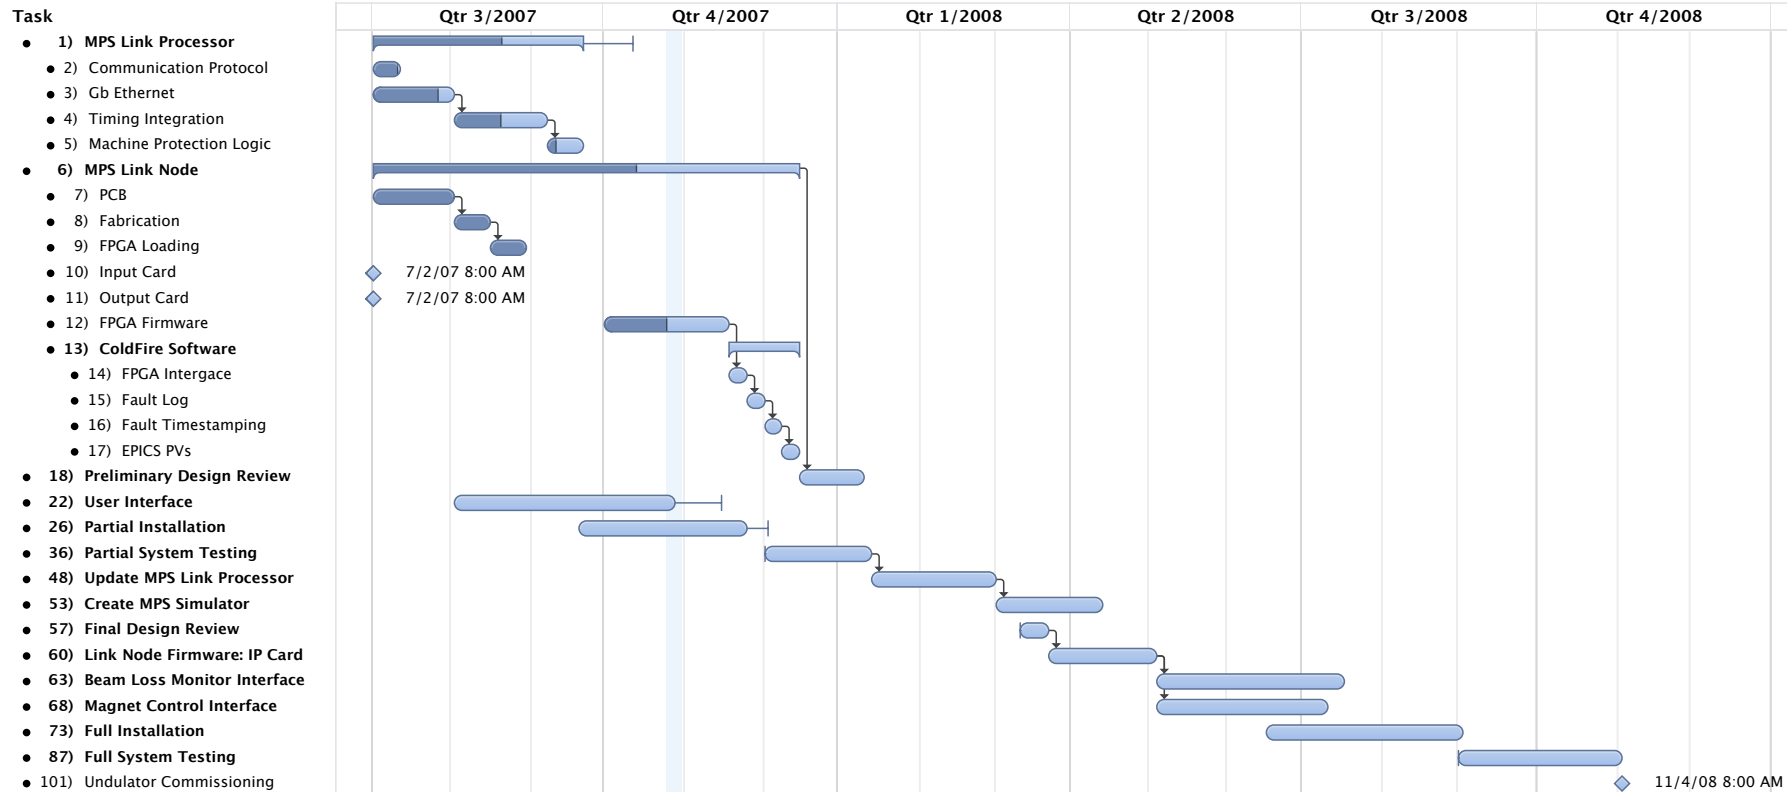 Task Qtr 3/2007 Qtr 4/2007 Qtr 1/2008 Qtr 2/2008 Qtr 3/2008 Qtr 4/2008
1) MPS Link Processor
2) Communication Protocol
3) Gb Ethernet
4) Timing Integration
5) Machine Protection Logic
6) MPS Link Node
7) PCB
8) Fabrication
9) FPGA Loading
10) Input Card 7/2/07 8:00 AM
11) Output Card 7/2/07 8:00 AM
12) FPGA Firmware
13) ColdFire Software
14) FPGA Intergace
15) Fault Log
16) Fault Timestamping
17) EPICS PVs
18) Preliminary Design Review
22) User Interface
26) Partial Installation
36) Partial System Testing
48) Update MPS Link Processor
53) Create MPS Simulator
57) Final Design Review
60) Link Node Firmware: IP Card
63) Beam Loss Monitor Interface
68) Magnet Control Interface
73) Full Installation
87) Full System Testing
101) Undulator Commissioning 11/4/08 8:00 AM